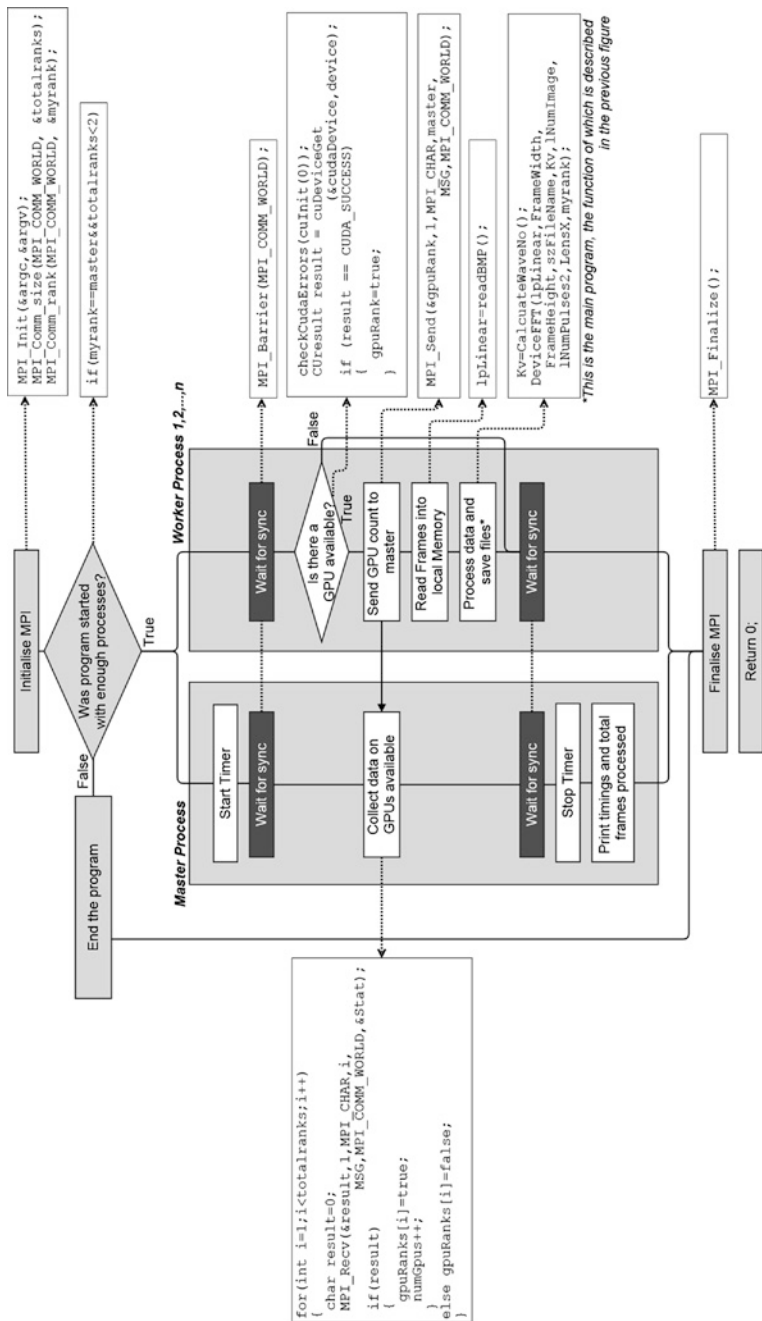 Initialise MPI
MPI_Init(&argc,&argv);
MPI_Comm_size(MPI_COMM_WORLD, &totalranks);
MPI_Comm_rank(MPI_COMM_WORLD, &myrank);
Was program started
with enough processes?
if(myrank==master&&totalranks<2)
False
True
End the program
Master Process
Worker Process 1,2,...,n
Start Timer
Wait for sync
Wait for sync
MPI_Barrier(MPI_COMM_WORLD);
Is there a
GPU available?
False
True
checkCudaErrors(cuInit(0));
CUresult result = cuDeviceGet
(&cudaDevice,device);
if (result == CUDA_SUCCESS)
{ gpuRank=true;
}
Collect data on
GPUs available
Send GPU count to
master
MPI_Send(&gpuRank,1,MPI_CHAR,master,
MSG,MPI_COMM_WORLD);
for(int i=1;i<totalranks;i++)
{ char result=0;
MPI_Recv(&result,1,MPI_CHAR,i,
MSG,MPI_COMM_WORLD,&Stat);
if(result)
{ gpuRanks[i]=true;
numGpus++;
}
else gpuRanks[i]=false;
}
Read Frames into
local Memory
lpLinear=readBMP();
Process data and
save files*
Kv=CalcuateWaveNo();
DeviceFFT(lpLinear,FrameWidth,
FrameHeight,szFileName,Kv,lNumImage,
lNumPulses2,LensX,myrank);
*This is the main program, the function of which is described
in the previous figure
Wait for sync
Wait for sync
Stop Timer
Print timings and total
frames processed
Finalise MPI
MPI_Finalize();
Return 0;